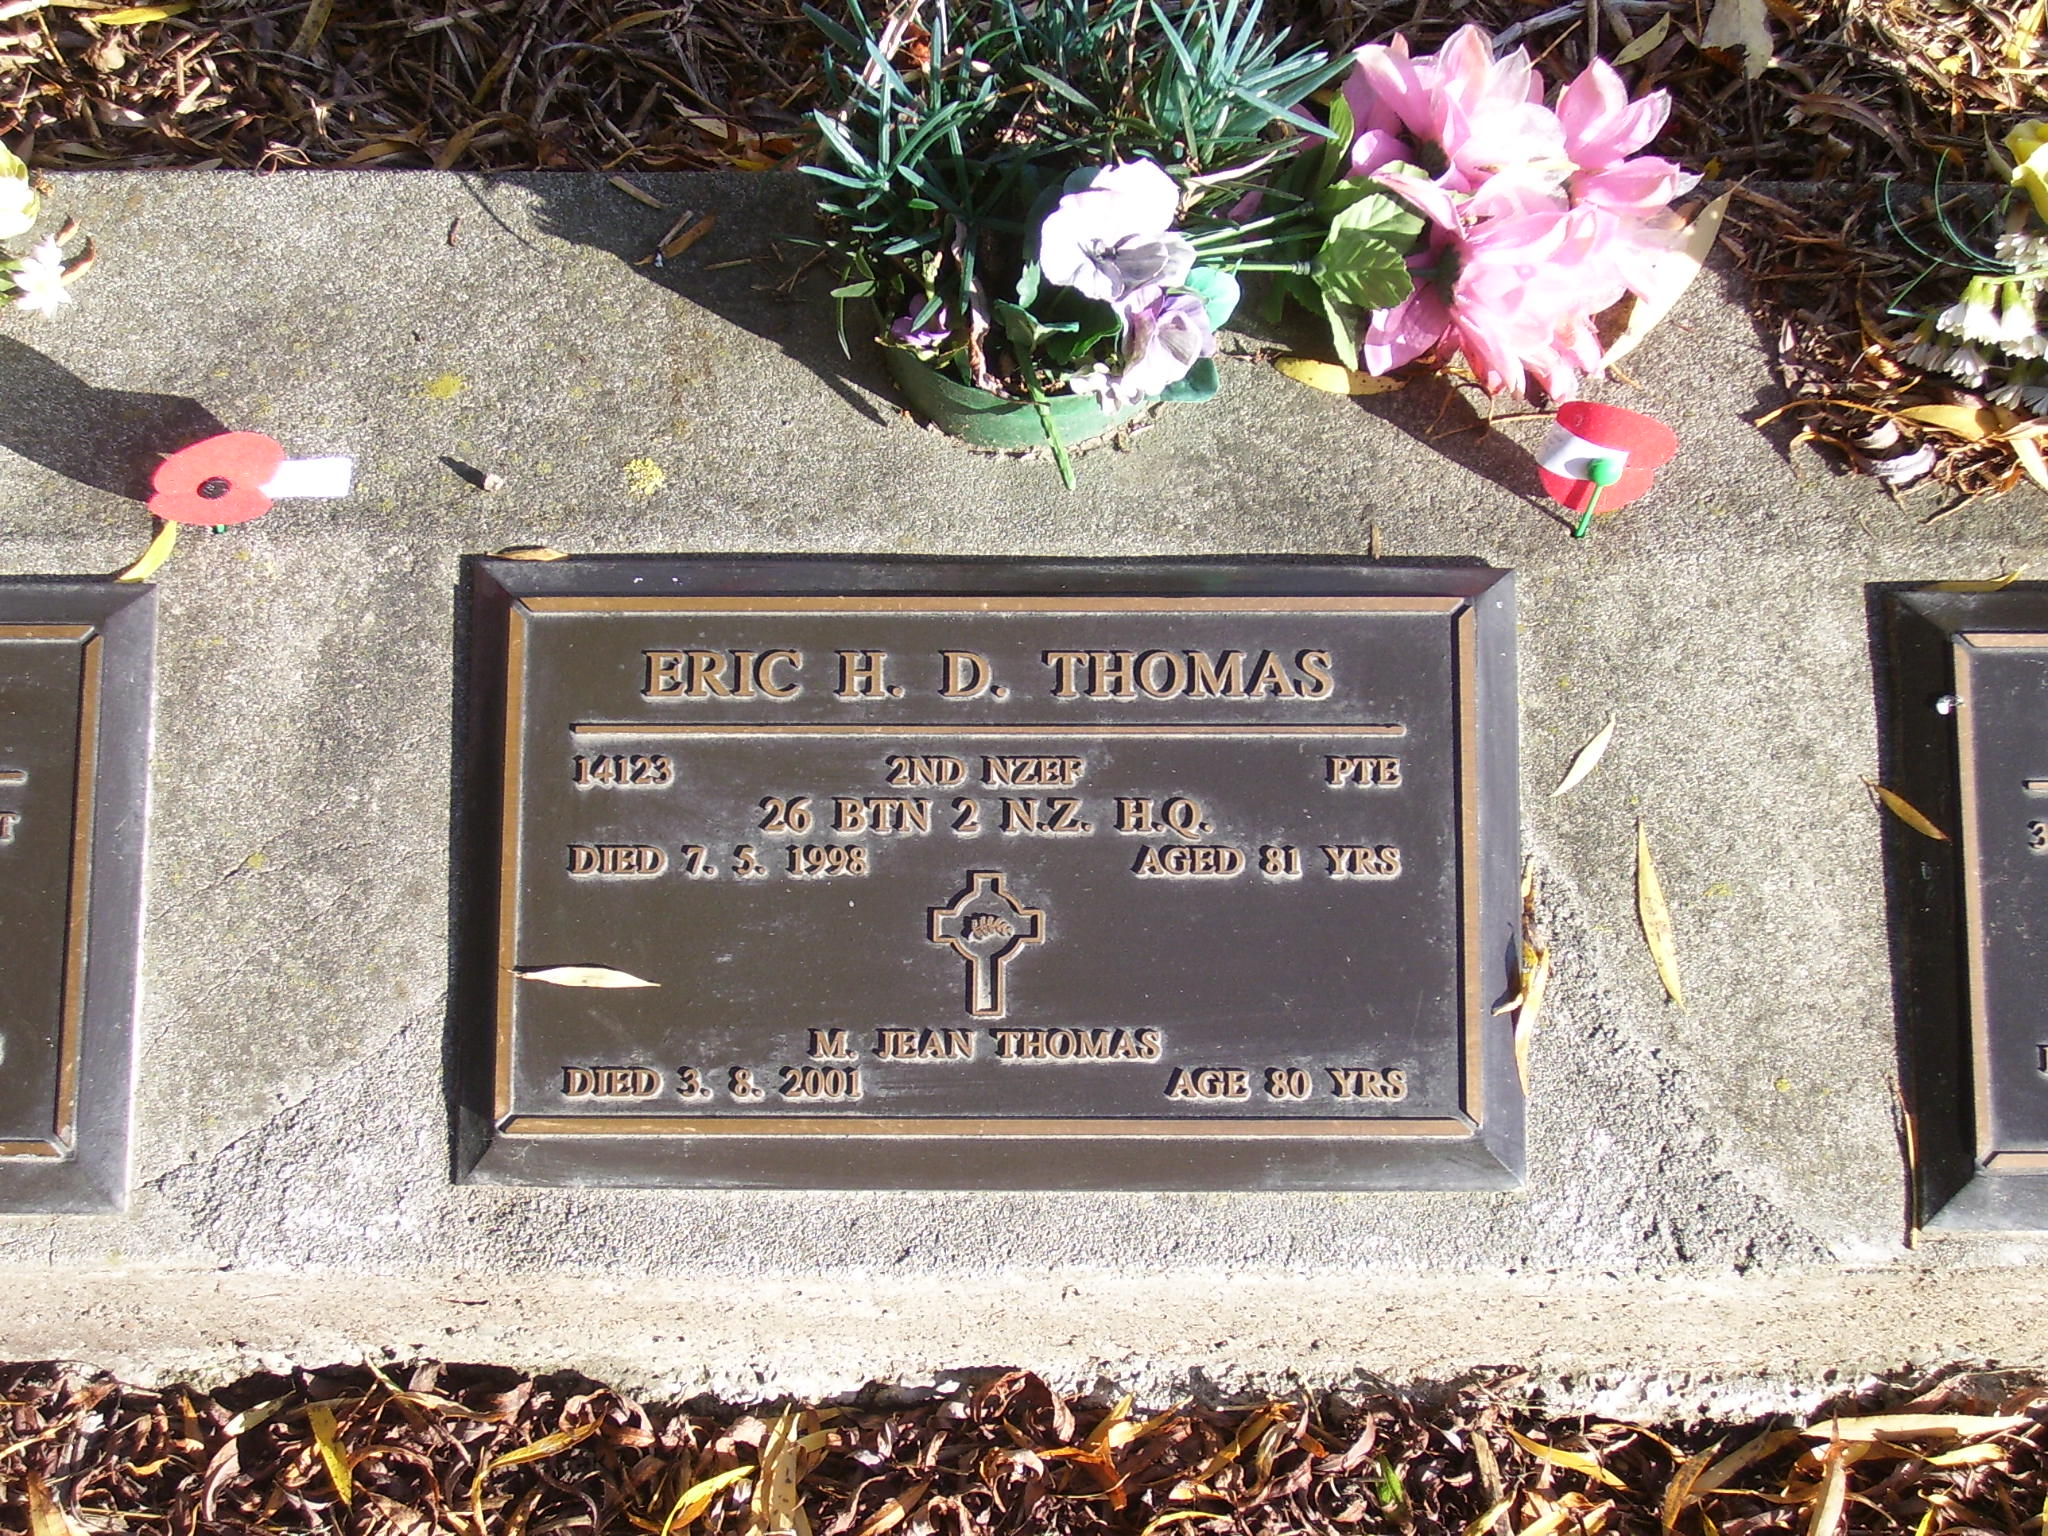 ERIC H. D. THOMAS
14123 2ND NZEF PTE
26 BTN 2 N.Z. H.Q.
DIED 7. 5. 1998 AGED 81 YRS
M. JEAN THOMAS
DIED 3. 8. 2001 AGE 80 YRS